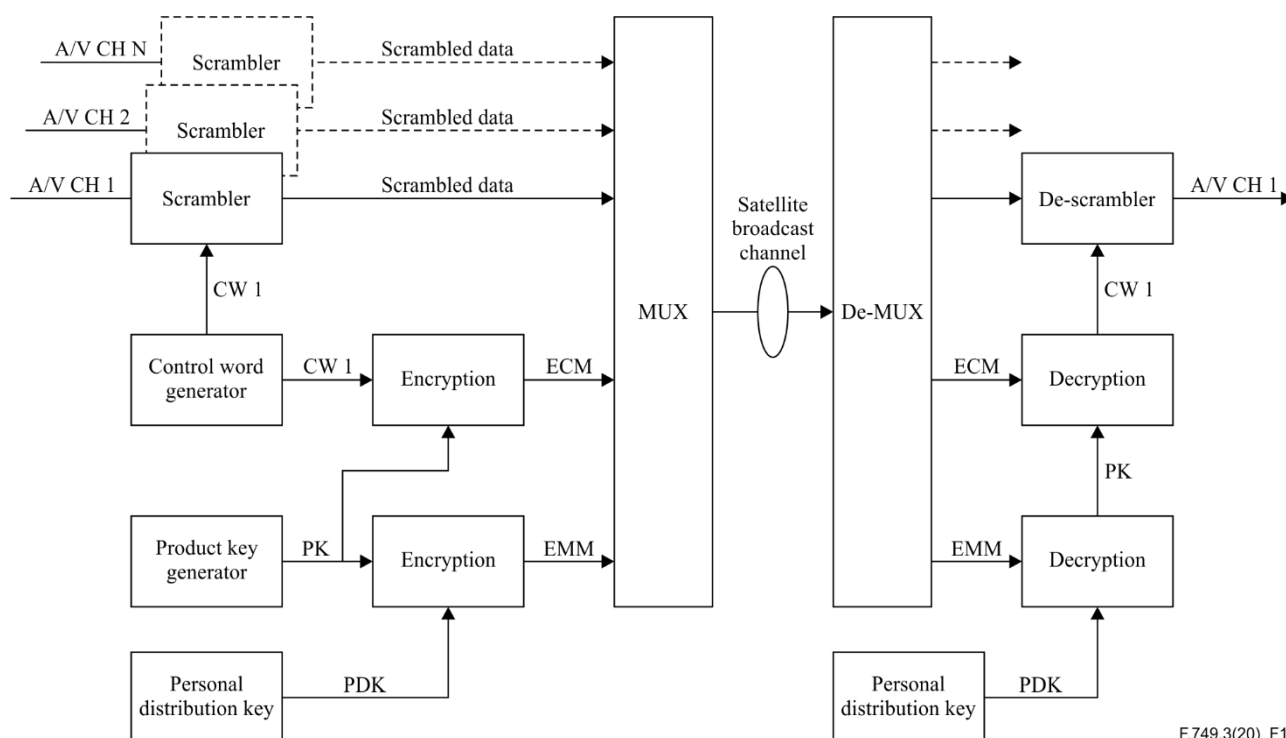 A/V CH N
Scrambler
Scrambled data
A/V CH 2
Scrambler
Scrambled data
A/V CH 1
Scrambler
Scrambled data
De-scrambler
A/V CH 1
Satellite
broadcast
channel
CW 1
CW 1
MUX
De-MUX
Control word
generator
CW 1
Encryption
ECM
ECM
Decryption
PK
Product key
generator
PK
Encryption
EMM
EMM
Decryption
Personal
distribution key
PDK
Personal
distribution key
PDK
F.749.3(20)_F1